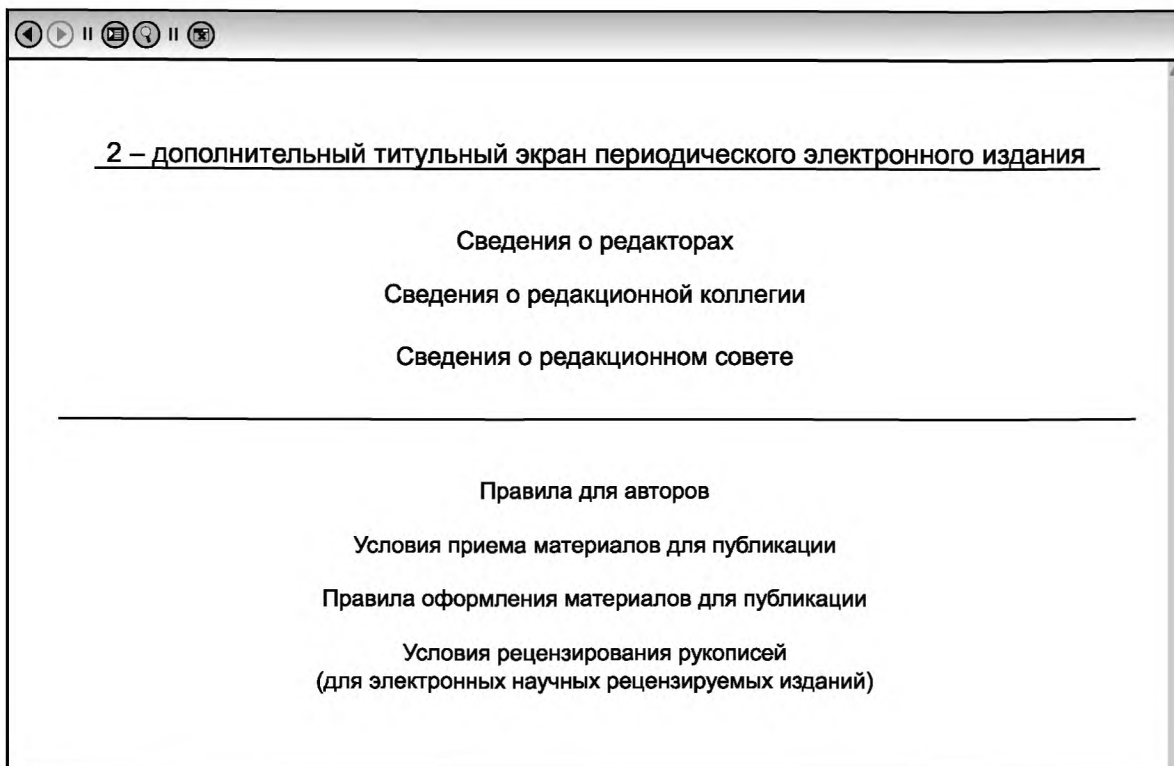 2 – дополнительный титульный экран периодического электронного издания
Сведения о редакторах
Сведения о редакционной коллегии
Сведения о редакционном совете
Правила для авторов
Условия приема материалов для публикации
Правила оформления материалов для публикации
Условия рецензирования рукописей
(для электронных научных рецензируемых изданий)